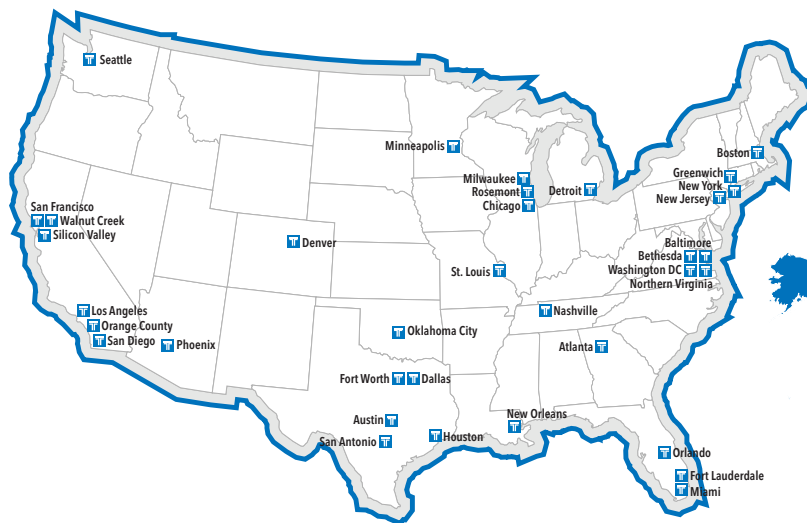 Seattle
Minneapolis
Boston
Milwaukee
Greenwich
Rosemont
Detroit
New York
Chicago
New Jersey
San Francisco
Walnut Creek
Silicon Valley
Denver
Baltimore
Bethesda
St. Louis
Washington DC
Northern Virginia
Los Angeles
Nashville
Orange County
Oklahoma City
San Diego
Phoenix
Atlanta
Fort Worth
Dallas
New Orleans
Austin
Houston
San Antonio
Orlando
Fort Lauderdale
Miami